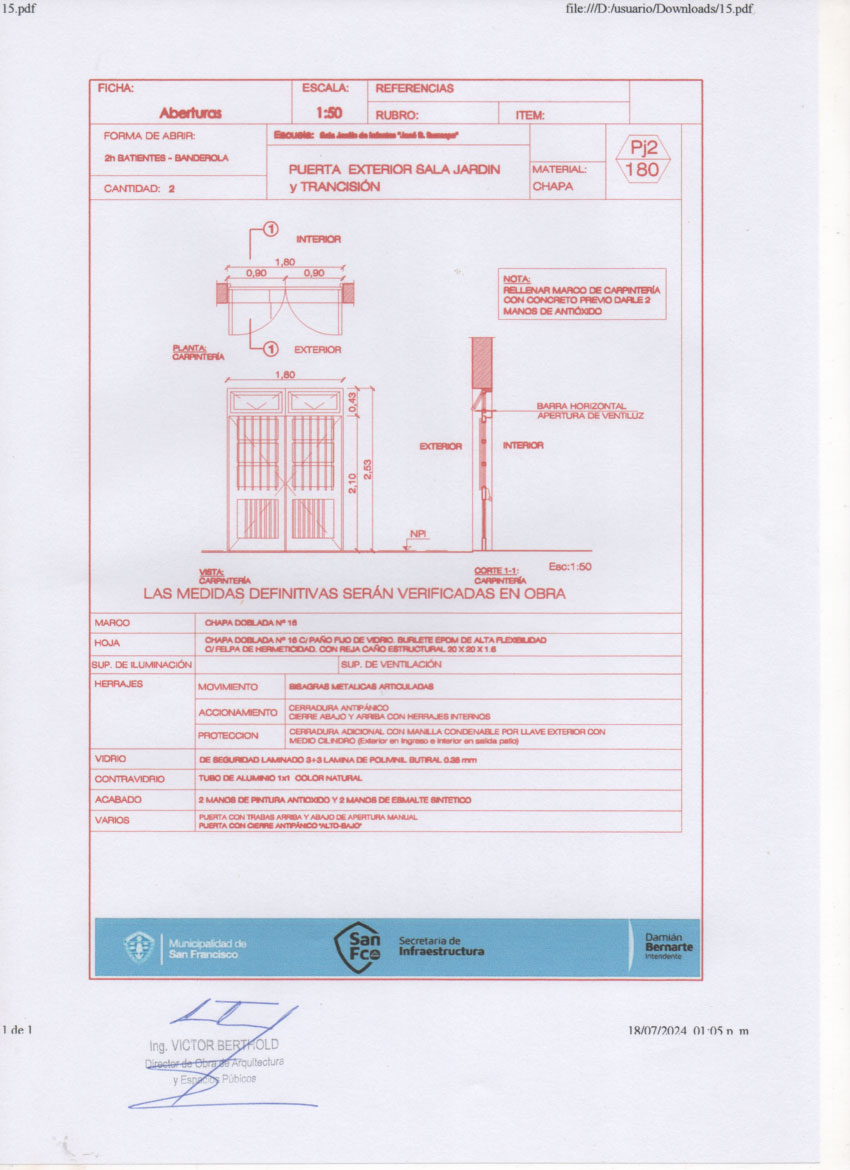 15.pdf
file:///D:/usuario/Downloads/15.pdf
FICHA:
Aberturas
ESCALA:
1:50
REFERENCIAS
RUBRO:
ITEM:
FORMA DE ABRIR:
2h BATIENTES - BANDEROLA
CANTIDAD: 2
Escuela: Sala Jardín de Infantes "José B.
PUERTA EXTERIOR SALA JARDIN
y TRANCISIÓN
MATERIAL:
CHAPA
Pj2
180
1
INTERIOR
1,80
0,90
0,90
NOTA:
RELLENAR MARCO DE CARPINTERÍA
CON CONCRETO PREVIO DARLE 2
MANOS DE ANTIÓXIDO
PLANTA:
CARPINTERÍA
1
EXTERIOR
1,80
0,43
2,10
2,53
BARRA HORIZONTAL
APERTURA DE VENTILUZ
EXTERIOR
INTERIOR
NPI
VISTA:
CARPINTERÍA
CORTE 1-1:
CARPINTERÍA
Esc:1:50
LAS MEDIDAS DEFINITIVAS SERÁN VERIFICADAS EN OBRA
MARCO
CHAPA DOBLADA Nº 18
HOJA
CHAPA DOBLADA Nº 18 C/ PAÑO FIJO DE VIDRIO. BURLETE EPDM DE ALTA FLEXIBILIDAD
C/ FELPA DE HERMETICIDAD. CON REJA CAÑO ESTRUCTURAL 20 X 20 X 1.6
SUP. DE ILUMINACIÓN
SUP. DE VENTILACIÓN
HERRAJES
MOVIMIENTO
BISAGRAS METALICAS ARTICULADAS
ACCIONAMIENTO
CERRADURA ANTIPÁNICO
CIERRE ABAJO Y ARRIBA CON HERRAJES INTERNOS
PROTECCION
CERRADURA ADICIONAL CON MANILLA CONDENABLE POR LLAVE EXTERIOR CON
MEDIO CILINDRO (Exterior en ingreso e interior en salida patio)
VIDRIO
DE SEGURIDAD LAMINADO 3+3 LAMINA DE POLIVINIL BUTIRAL 0.38 mm
CONTRAVIDRIO
TUBO DE ALUMINIO 1x1 COLOR NATURAL
ACABADO
2 MANOS DE PINTURA ANTIOXIDO Y 2 MANOS DE ESMALTE SINTETICO
VARIOS
PUERTA CON TRABAS ARRIBA Y ABAJO DE APERTURA MANUAL
PUERTA CON CIERRE ANTIPÁNICO "ALTO-BAJO"
Municipalidad de
San Francisco
San
Fco
Secretaría de
Infraestructura
Damián
Bernarte
Intendente
1 de 1
18/07/2024 01:05 p. m.
Ing. VICTOR BERTHOLD
Director de Obra de Arquitectura
y Espacios Púbicos